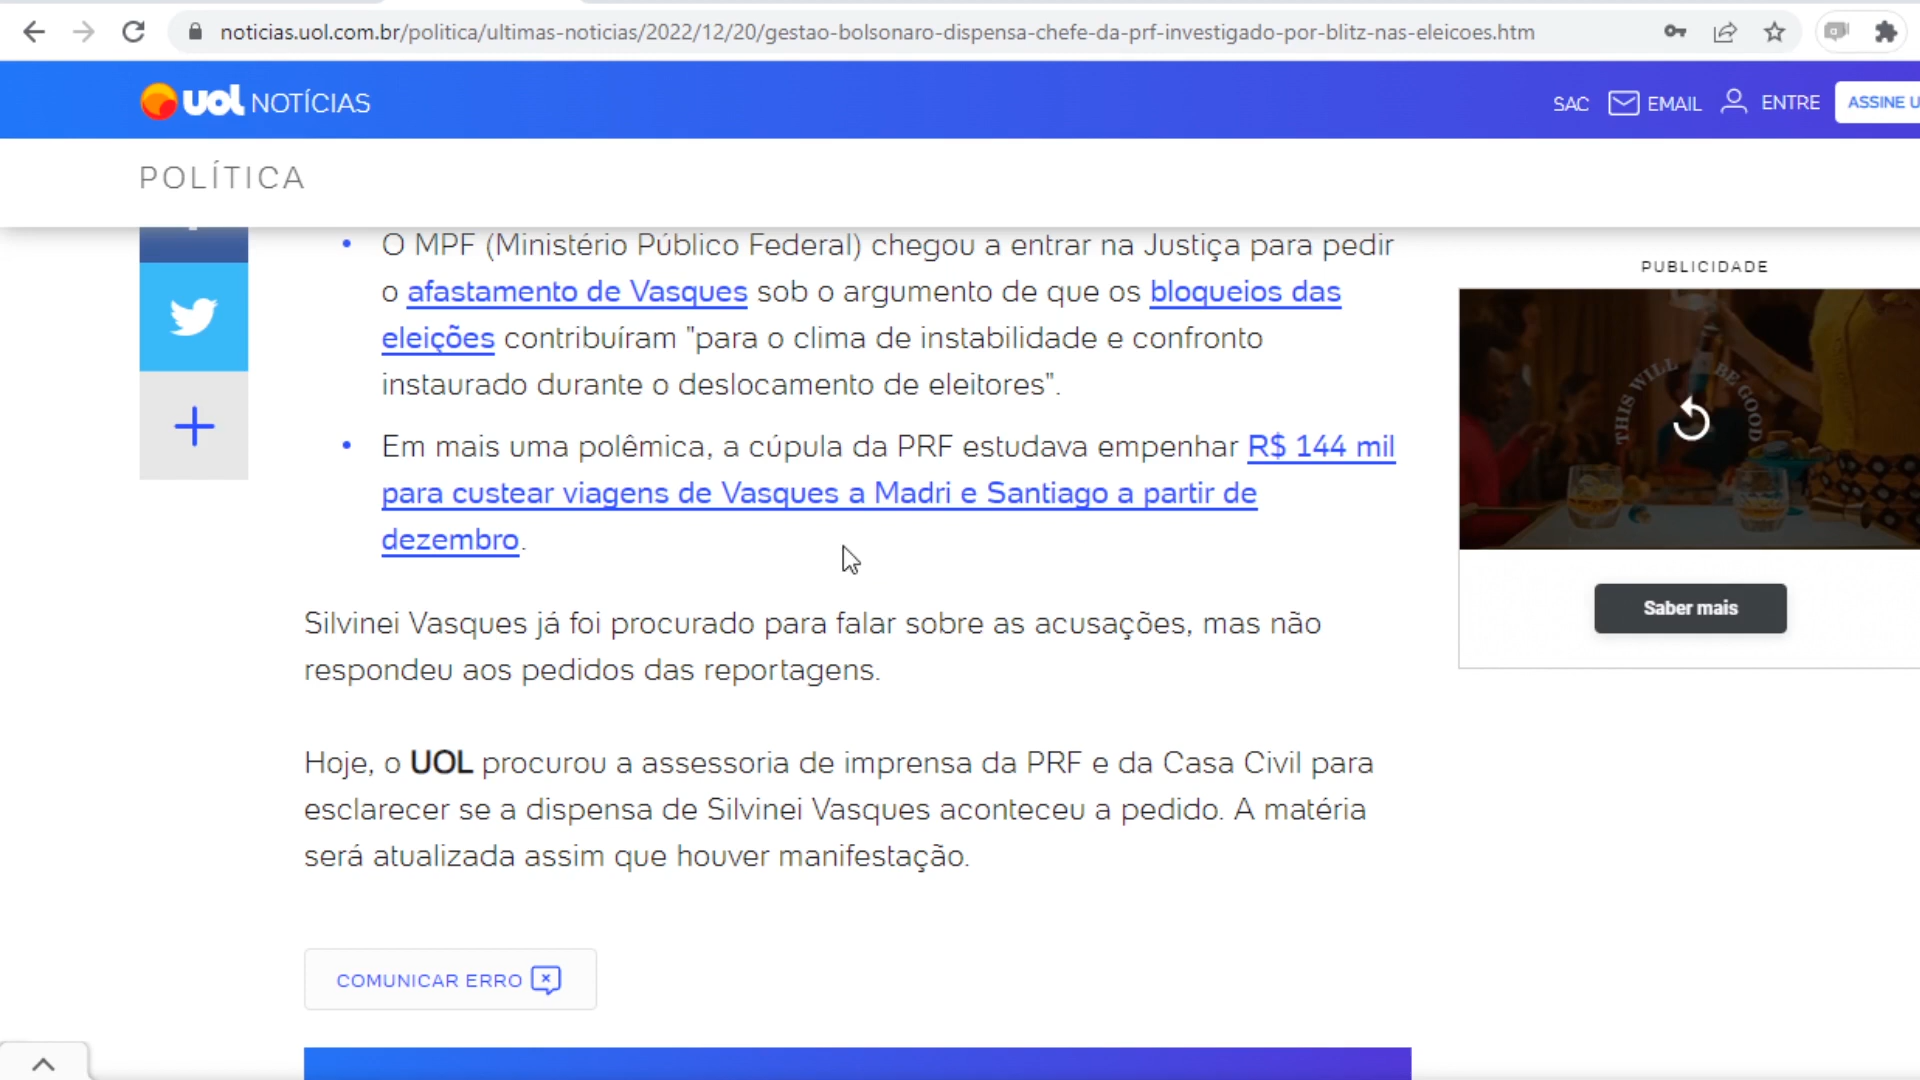 noticias.uol.com.br/politica/ultimas-noticias/2022/12/20/gestao-bolsonaro-dispensa-chefe-da-prf-investigado-por-blitz-nas-eleicoes.htm
uol NOTÍCIAS
SAC
EMAIL
ENTRE
ASSINE U
POLÍTICA
• O MPF (Ministério Público Federal) chegou a entrar na Justiça para pedir
o afastamento de Vasques sob o argumento de que os bloqueios das
eleições contribuíram "para o clima de instabilidade e confronto
instaurado durante o deslocamento de eleitores".
• Em mais uma polêmica, a cúpula da PRF estudava empenhar R$ 144 mil
para custear viagens de Vasques a Madri e Santiago a partir de
dezembro.
Silvinei Vasques já foi procurado para falar sobre as acusações, mas não
respondeu aos pedidos das reportagens.
Hoje, o UOL procurou a assessoria de imprensa da PRF e da Casa Civil para
esclarecer se a dispensa de Silvinei Vasques aconteceu a pedido. A matéria
será atualizada assim que houver manifestação.
COMUNICAR ERRO
PUBLICIDADE
THIS WILL BE GOOD
Saber mais